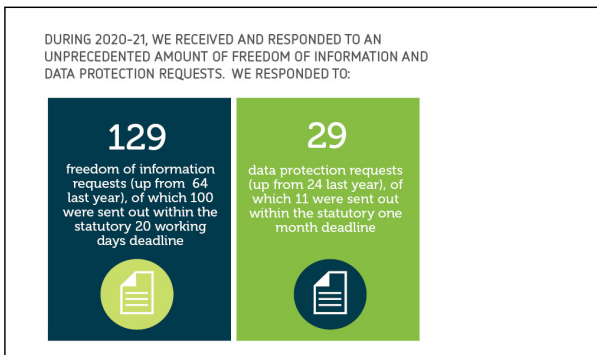 DURING 2020-21, WE RECEIVED AND RESPONDED TO AN
UNPRECEDENTED AMOUNT OF FREEDOM OF INFORMATION AND
DATA PROTECTION REQUESTS. WE RESPONDED TO:
129
freedom of information
requests (up from 64
last year), of which 100
were sent out within the
statutory 20 working
days deadline
29
data protection requests
(up from 24 last year), of
which 11 were sent out
within the statutory one
month deadline